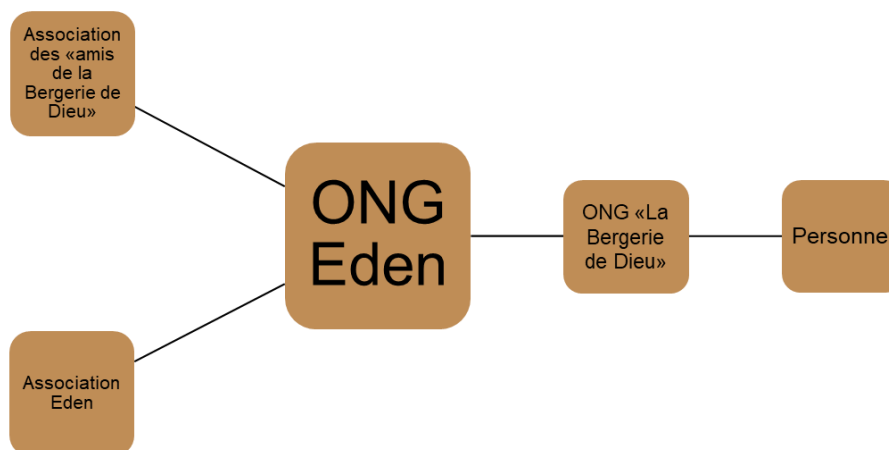 Association
des «amis
de la
Bergerie de
Dieu»
ONG
Eden
ONG «La
Bergerie
de Dieu»
Personne
Association
Eden